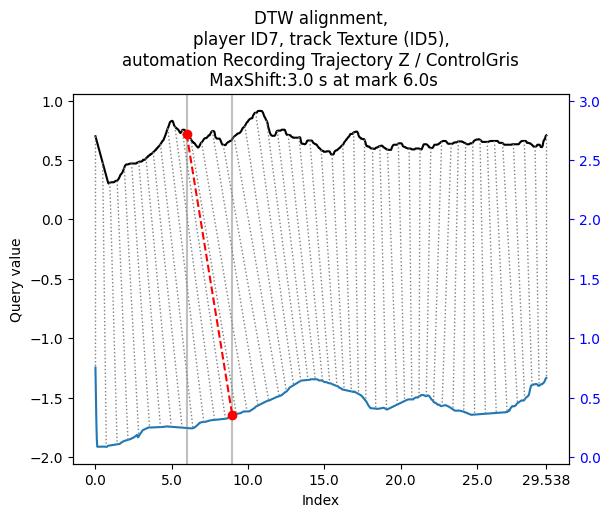 DTW alignment,
player ID7, track Texture (ID5),
automation Recording Trajectory Z / ControlGris
MaxShift:3.0 s at mark 6.0s
1.0
0.5
0.0
−0.5
−1.0
−1.5
−2.0
Query value
3.0
2.5
2.0
1.5
1.0
0.5
0.0
0.0 5.0 10.0 15.0 20.0 25.0 29.538
Index